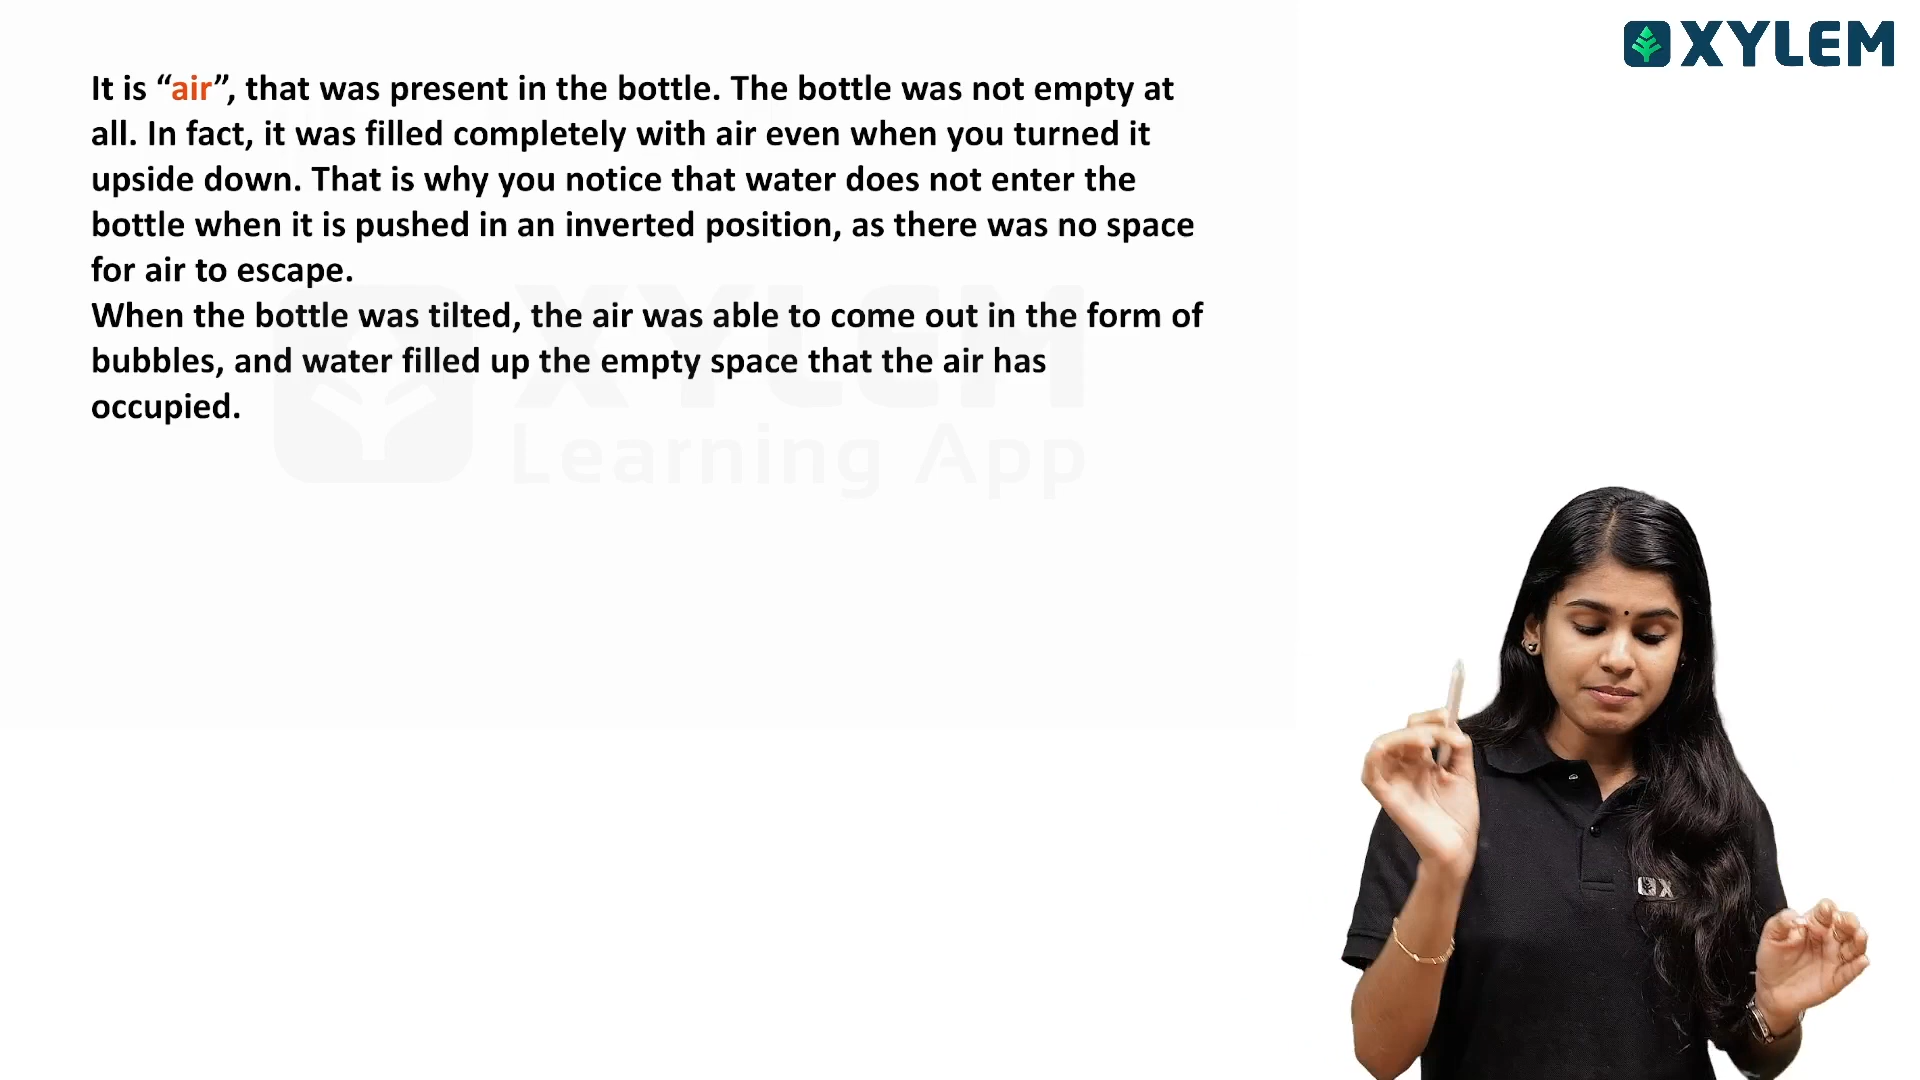 XYLEM
It is “air”, that was present in the bottle. The bottle was not empty at
all. In fact, it was filled completely with air even when you turned it
upside down. That is why you notice that water does not enter the
bottle when it is pushed in an inverted position, as there was no space
for air to escape.
When the bottle was tilted, the air was able to come out in the form of
bubbles, and water filled up the empty space that the air has
occupied.
XYLEM
Learning App
X